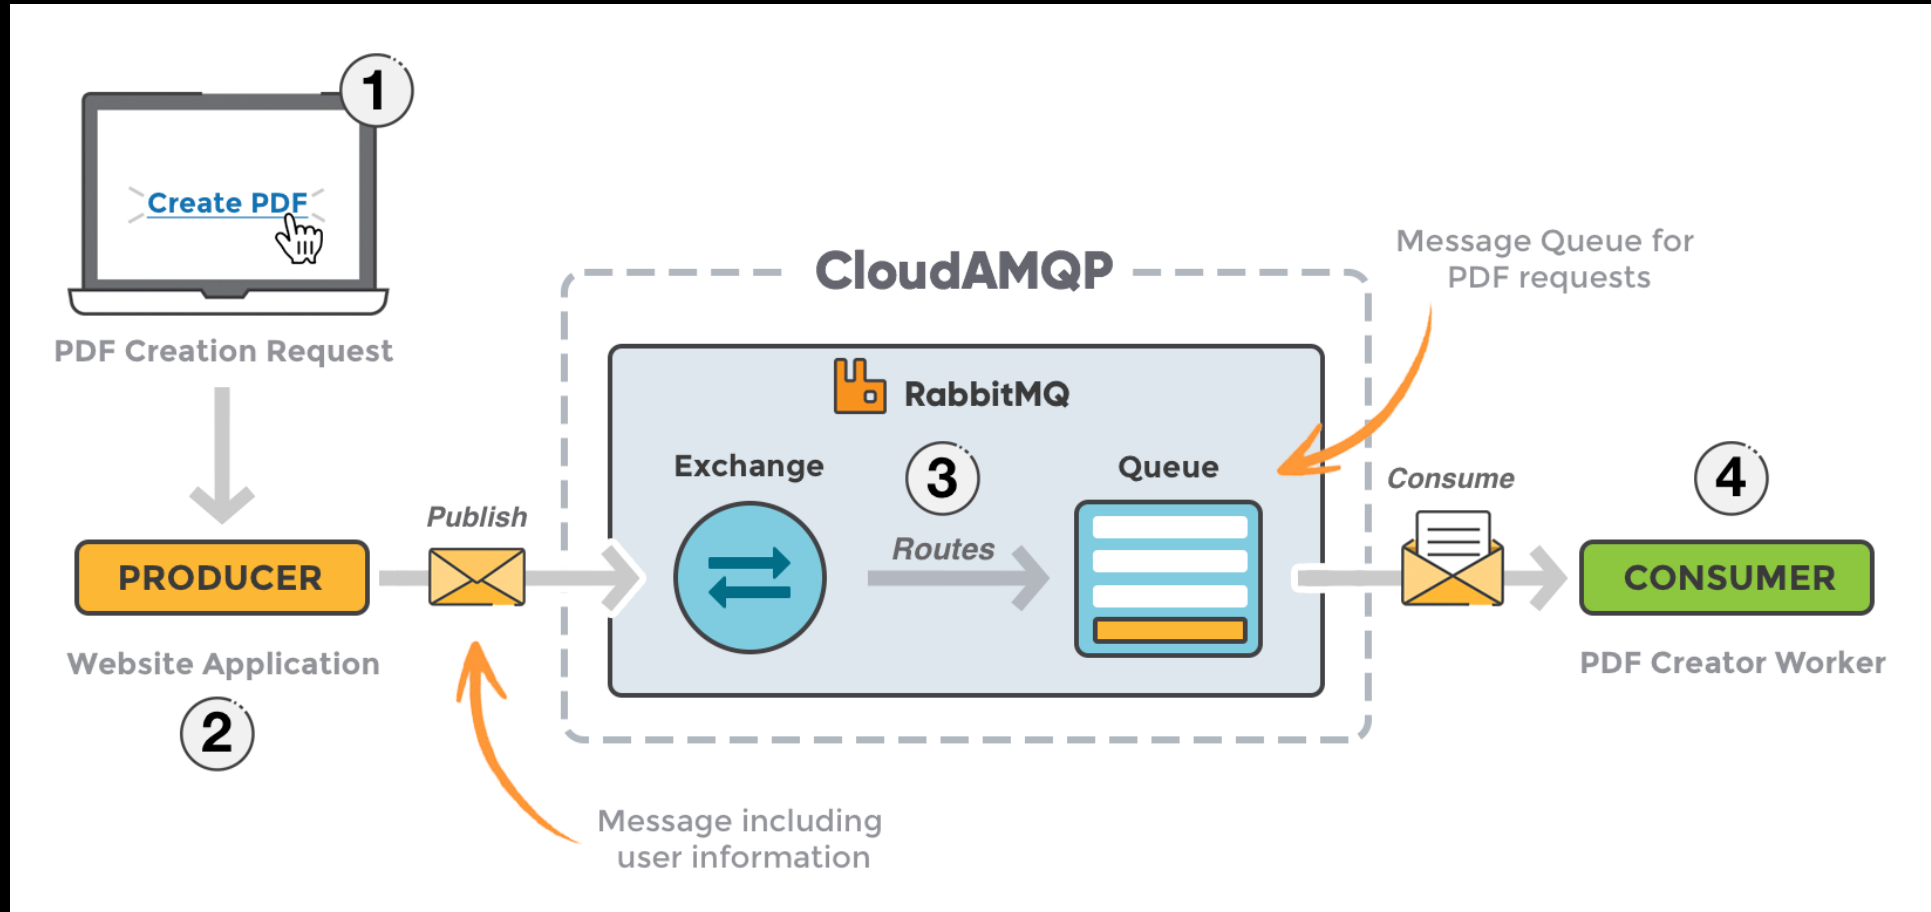 1
Create PDF
PDF Creation Request
CloudAMQP
Message Queue for
PDF requests
RabbitMQ
Exchange
3
Queue
Consume
4
Publish
Routes
PRODUCER
CONSUMER
Website Application
PDF Creator Worker
2
Message including
user information